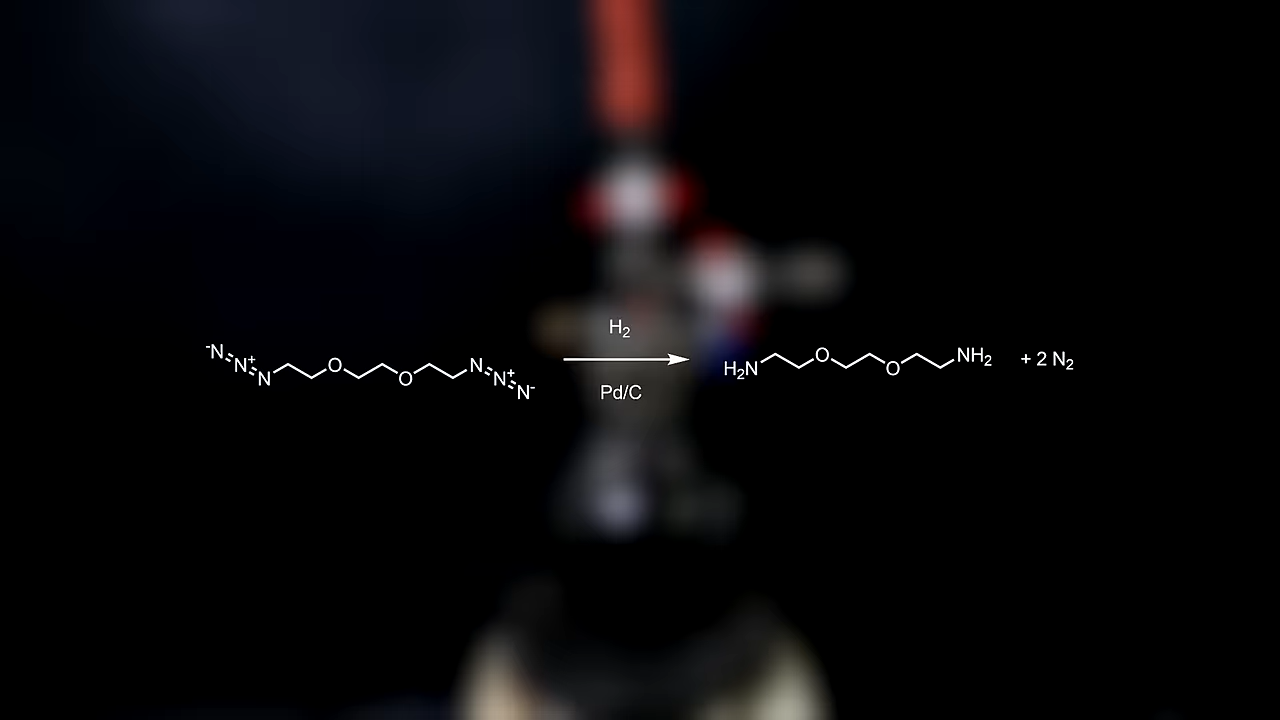 H₂
⁻N N⁺ N O O N N⁺ N⁻ H₂N O O NH₂ + 2 N₂
Pd/C